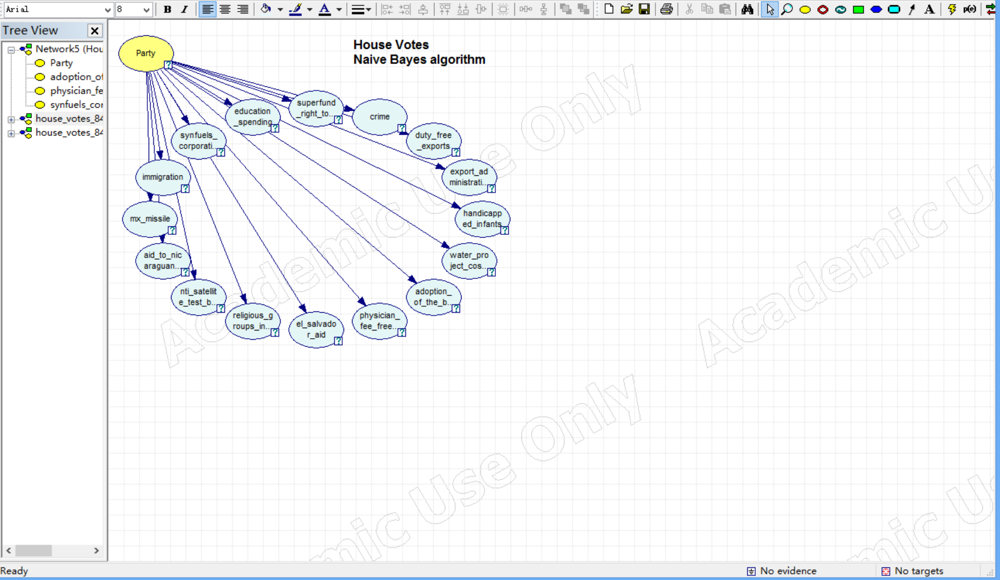 Arial
8
B
I
A
A
p(e)
Tree View
Network5 (Hou
Party
adoption_of
physician_fe
synfuels_cor
house_votes_84
house_votes_84
House Votes
Naive Bayes algorithm
Party
?
education
_spending
?
superfund
_right_to...
?
crime
?
synfuels_
corporati...
?
duty_free
_exports
?
immigration
?
export_ad
ministrati...
?
mx_missile
?
handicapp
ed_infants
?
aid_to_nic
araguan...
?
water_pro
ject_cos...
?
nti_satellit
e_test_b...
?
adoption_
of_the_b...
?
religious_g
roups_in...
?
el_salvado
r_aid
?
physician_
fee_free...
?
Academic Use Only
Academic U
mic Use Only
mic U
Ready
No evidence
No targets